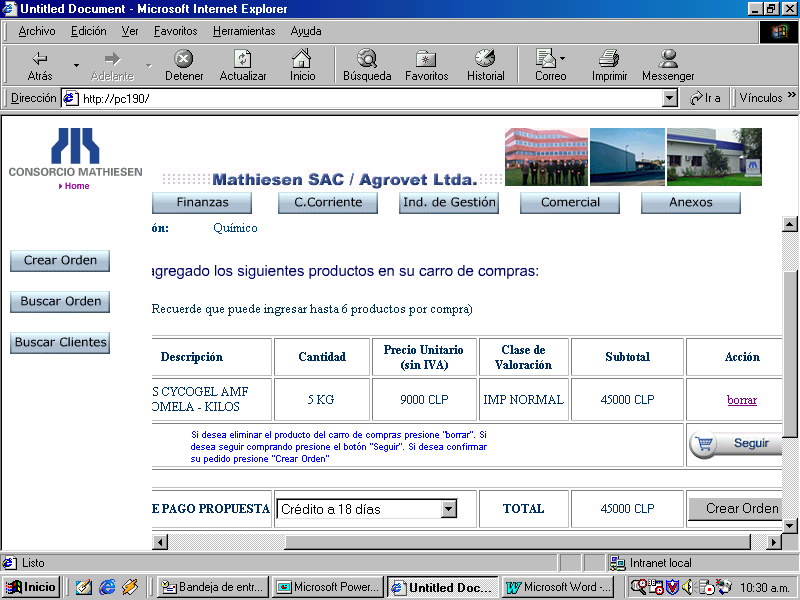 Untitled Document - Microsoft Internet Explorer
Archivo Edición Ver Favoritos Herramientas Ayuda
Atrás Adelante Detener Actualizar Inicio Búsqueda Favoritos Historial Correo Imprimir Messenger
Dirección http://pc190/ Ir a Vínculos »
CONSORCIO MATHIESEN
Home
Mathiesen SAC / Agrovet Ltda.
Finanzas C.Corriente Ind. de Gestión Comercial Anexos
Crear Orden
Buscar Orden
Buscar Clientes
ón: Químico
agregado los siguientes productos en su carro de compras:
(Recuerde que puede ingresar hasta 6 productos por compra)
Descripción Cantidad Precio Unitario (sin IVA) Clase de Valoración Subtotal Acción
S CYCOGEL AMF
OMELA - KILOS
5 KG 9000 CLP IMP NORMAL 45000 CLP borrar
Si desea eliminar el producto del carro de compras presione "borrar". Si
desea seguir comprando presione el botón "Seguir". Si desea confirmar
su pedido presione "Crear Orden"
Seguir
E PAGO PROPUESTA Crédito a 18 días TOTAL 45000 CLP Crear Orden
Listo Intranet local
Inicio Bandeja de entr... Microsoft Power... Untitled Doc... Microsoft Word -... 10:30 a.m.